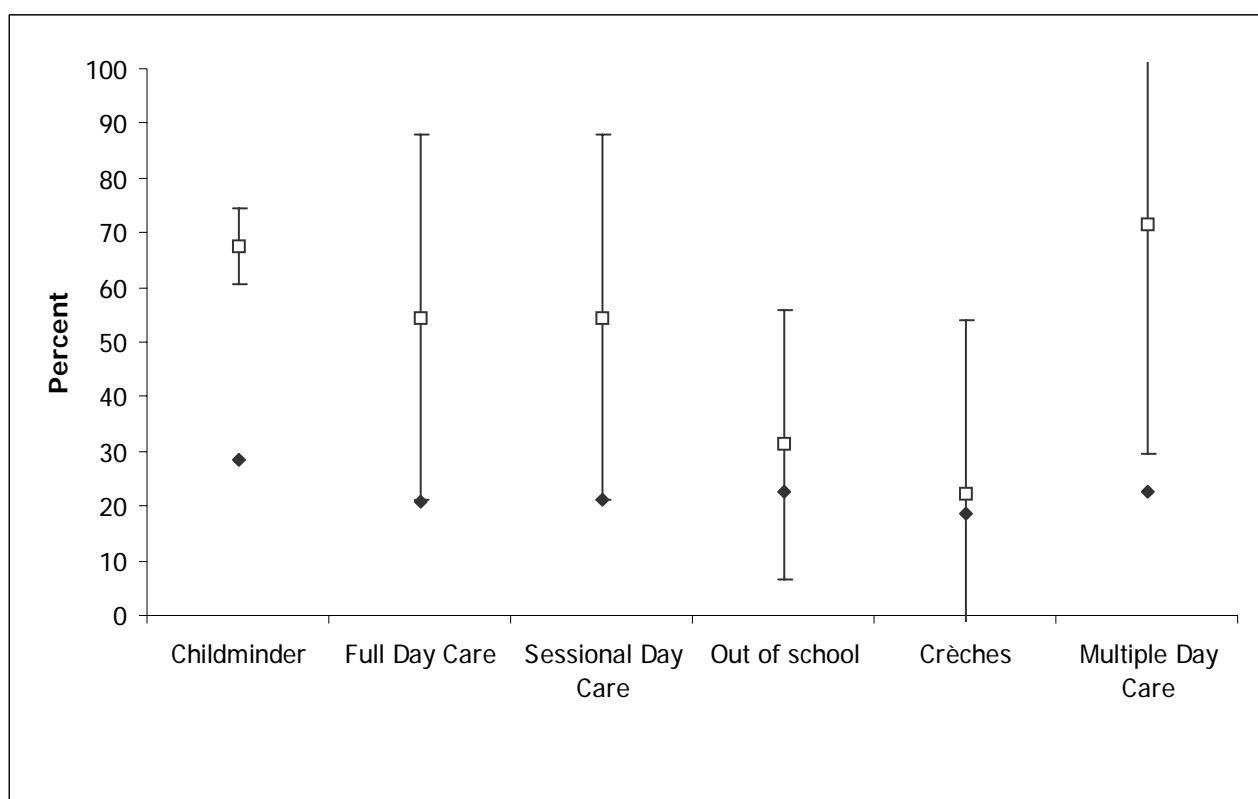 100
90
80
70
60
50
40
30
20
10
0
Percent
Childminder
Full Day Care
Sessional Day
Care
Out of school
Crèches
Multiple Day
Care